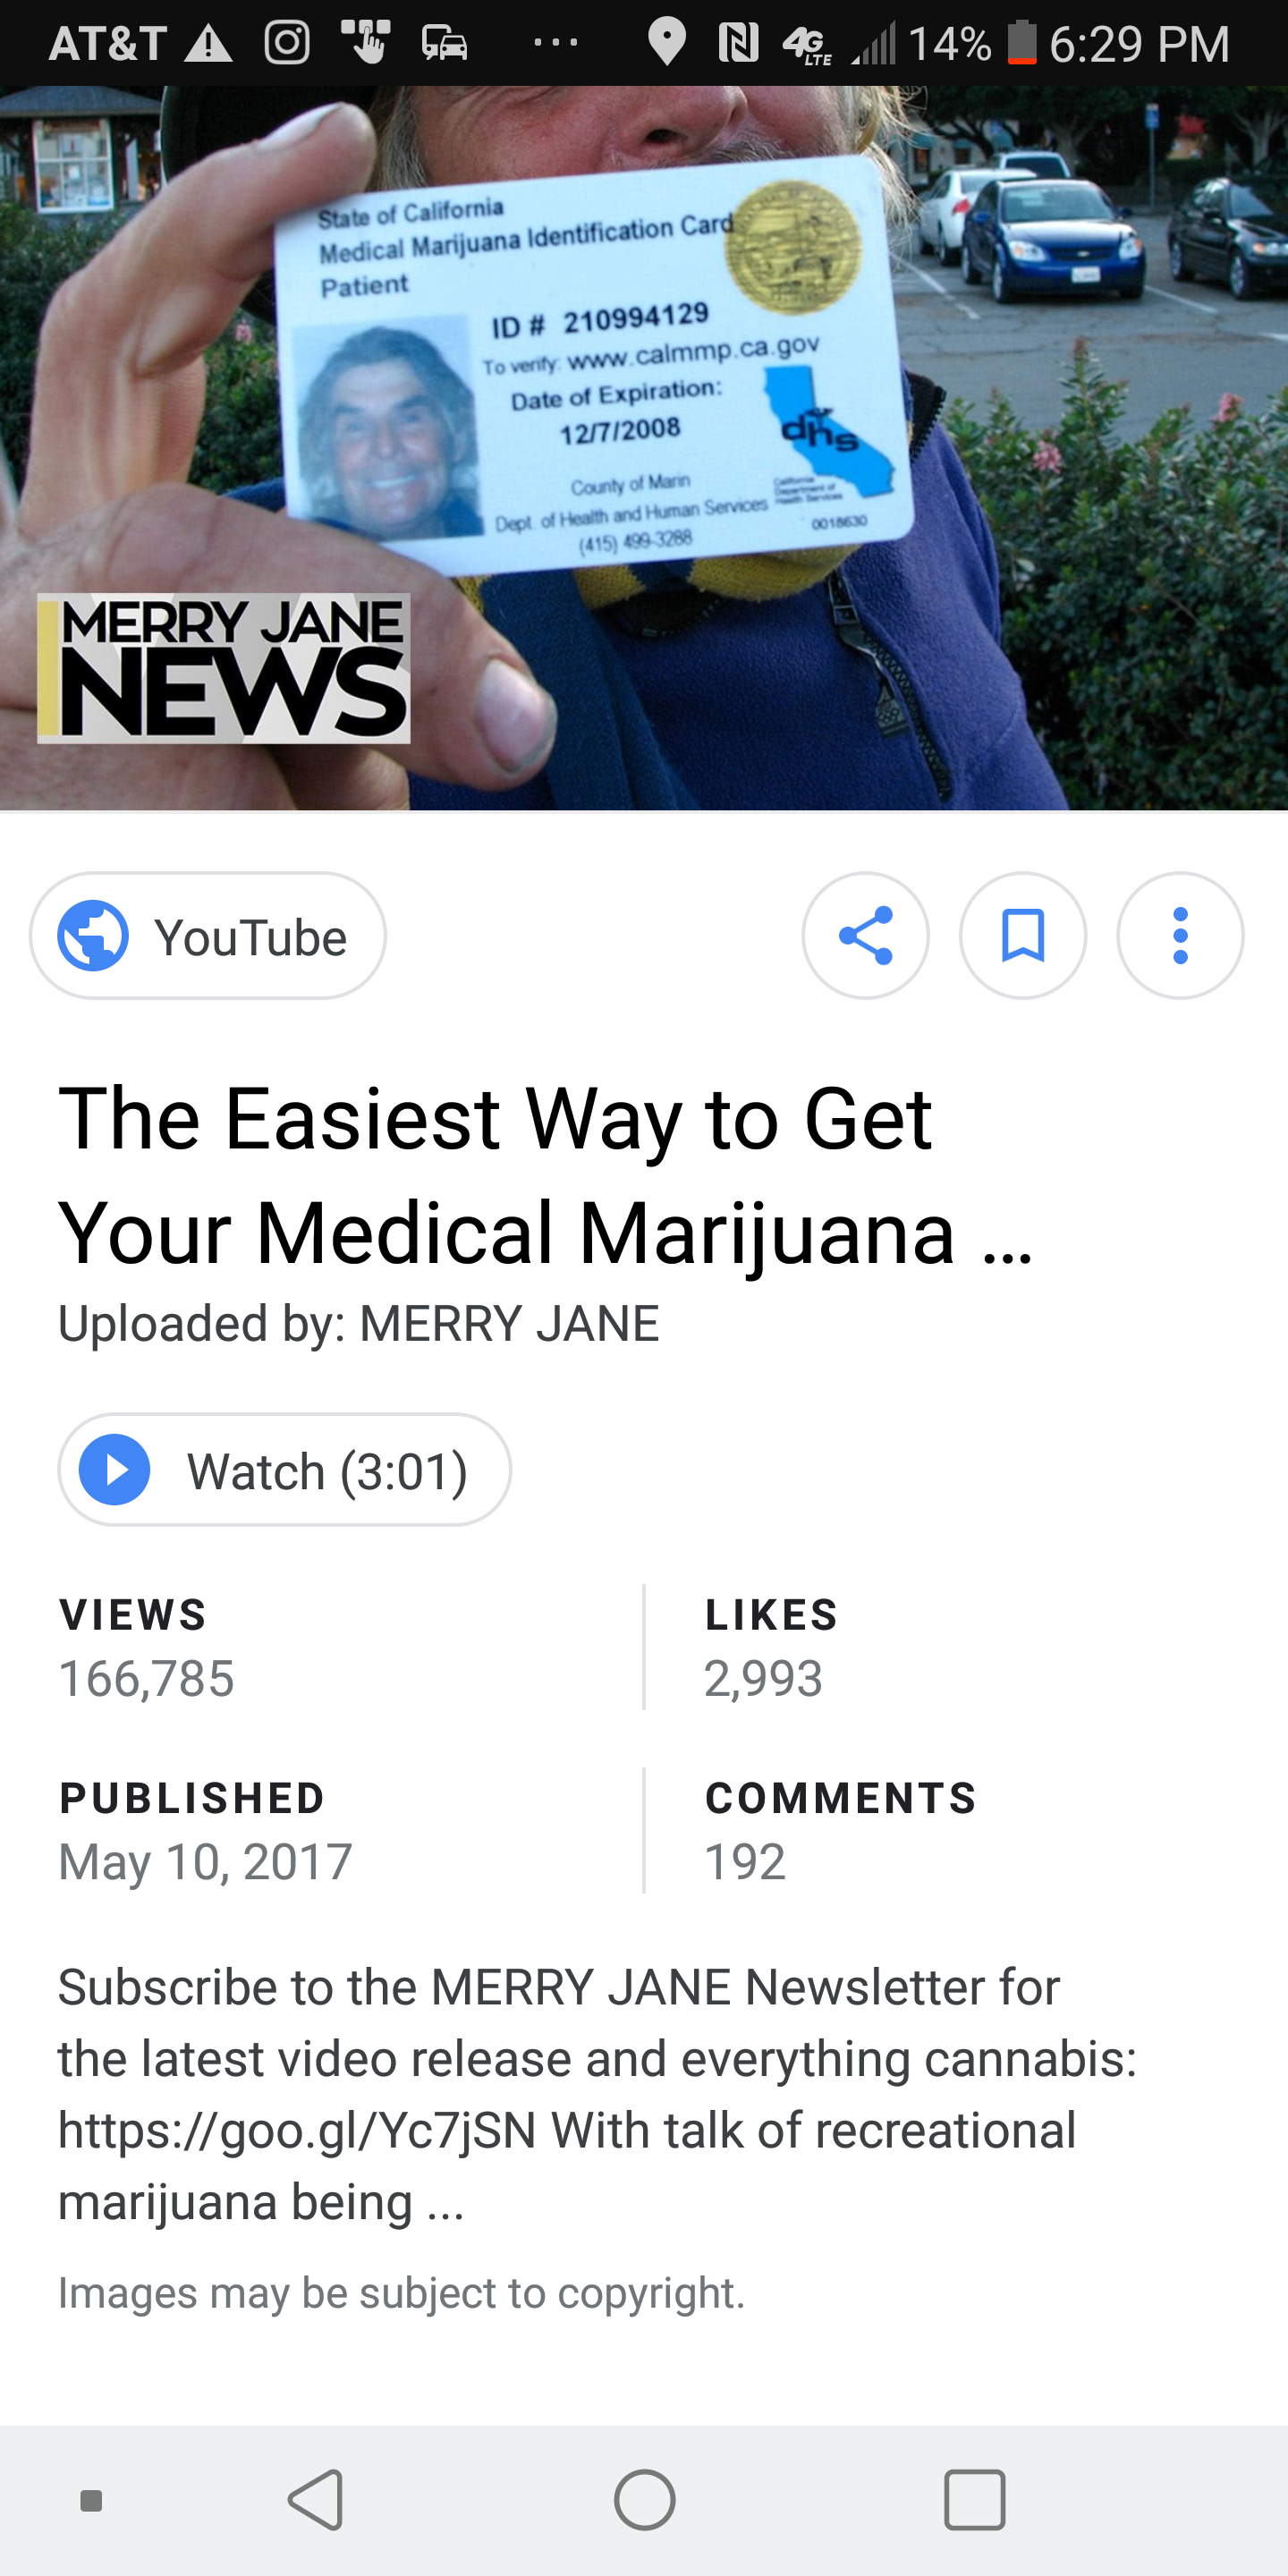 AT&T 4G LTE 14% 6:29 PM
State of California
Medical Marijuana Identification Card
Patient
ID # 210994129
To verify: www.calmmp.ca.gov
Date of Expiration:
12/7/2008
dhs
County of Marin
California
Department of
Health Services
Dept. of Health and Human Services
0018630
(415) 499-3288
MERRY JANE
NEWS
YouTube
The Easiest Way to Get
Your Medical Marijuana ...
Uploaded by: MERRY JANE
Watch (3:01)
VIEWS LIKES
166,785 2,993
PUBLISHED COMMENTS
May 10, 2017 192
Subscribe to the MERRY JANE Newsletter for
the latest video release and everything cannabis:
https://goo.gl/Yc7jSN With talk of recreational
marijuana being ...
Images may be subject to copyright.